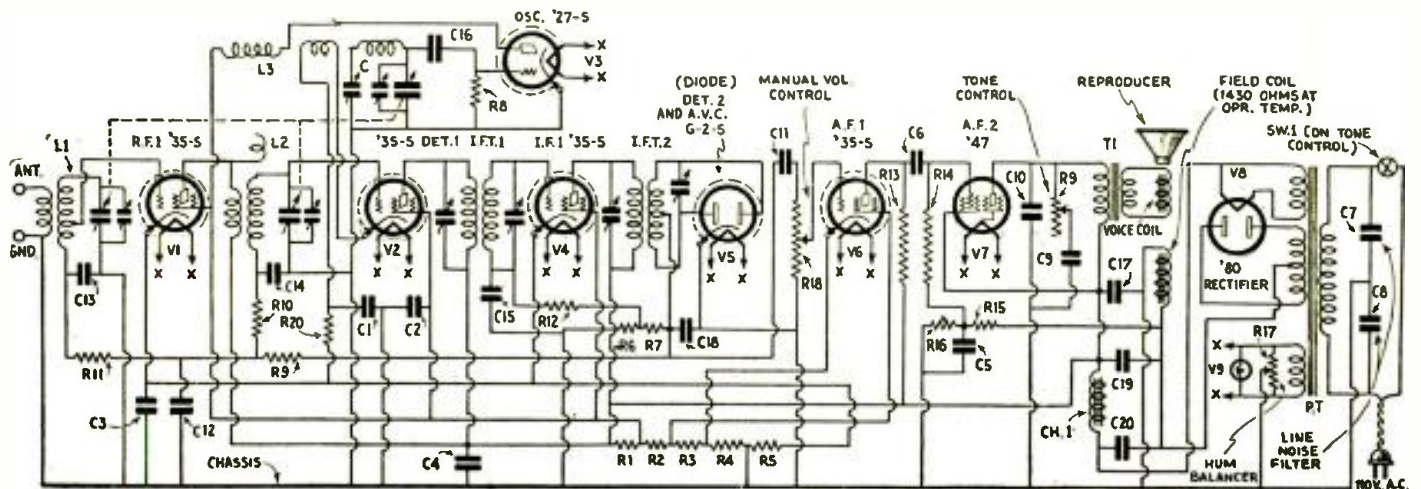 OSC. '27-S
L3
C
C16
X
V3
X
R8
(DIODE)
DET. 2
AND A.V.C.
G-2-S
MANUAL VOL
CONTROL
TONE
CONTROL
REPRODUCER
FIELD COIL
(1430 OHMS AT
OPR. TEMP.)
SW.1 (ON TONE
CONTROL)
L1
R.F.1 '35-S
L2
'35-S DET.1
I.F.T.1
I.F.1 '35-S
I.F.T.2
C11
A.F.1
'35-S
C6
A.F.2
'47
T1
ANT.
GND
V1
X X
C13
C14
V2
X X
V4
X X
V5
X X
R18
V6
X X
R13
R14
V7
X X
C10
R9
C9
VOICE COIL
C17
V8
'80
RECTIFIER
C7
C8
R10
R20
C1
C2
C15
R12
R6
R7
C18
R16
R15
C5
C19
R17
X
V9
X
R11
R9
C3
C12
CH.1
C20
P.T
CHASSIS
C4
R1
R2
R3
R4
R5
HUM
BALANCER
LINE
NOISE
FILTER
110V. A.C.